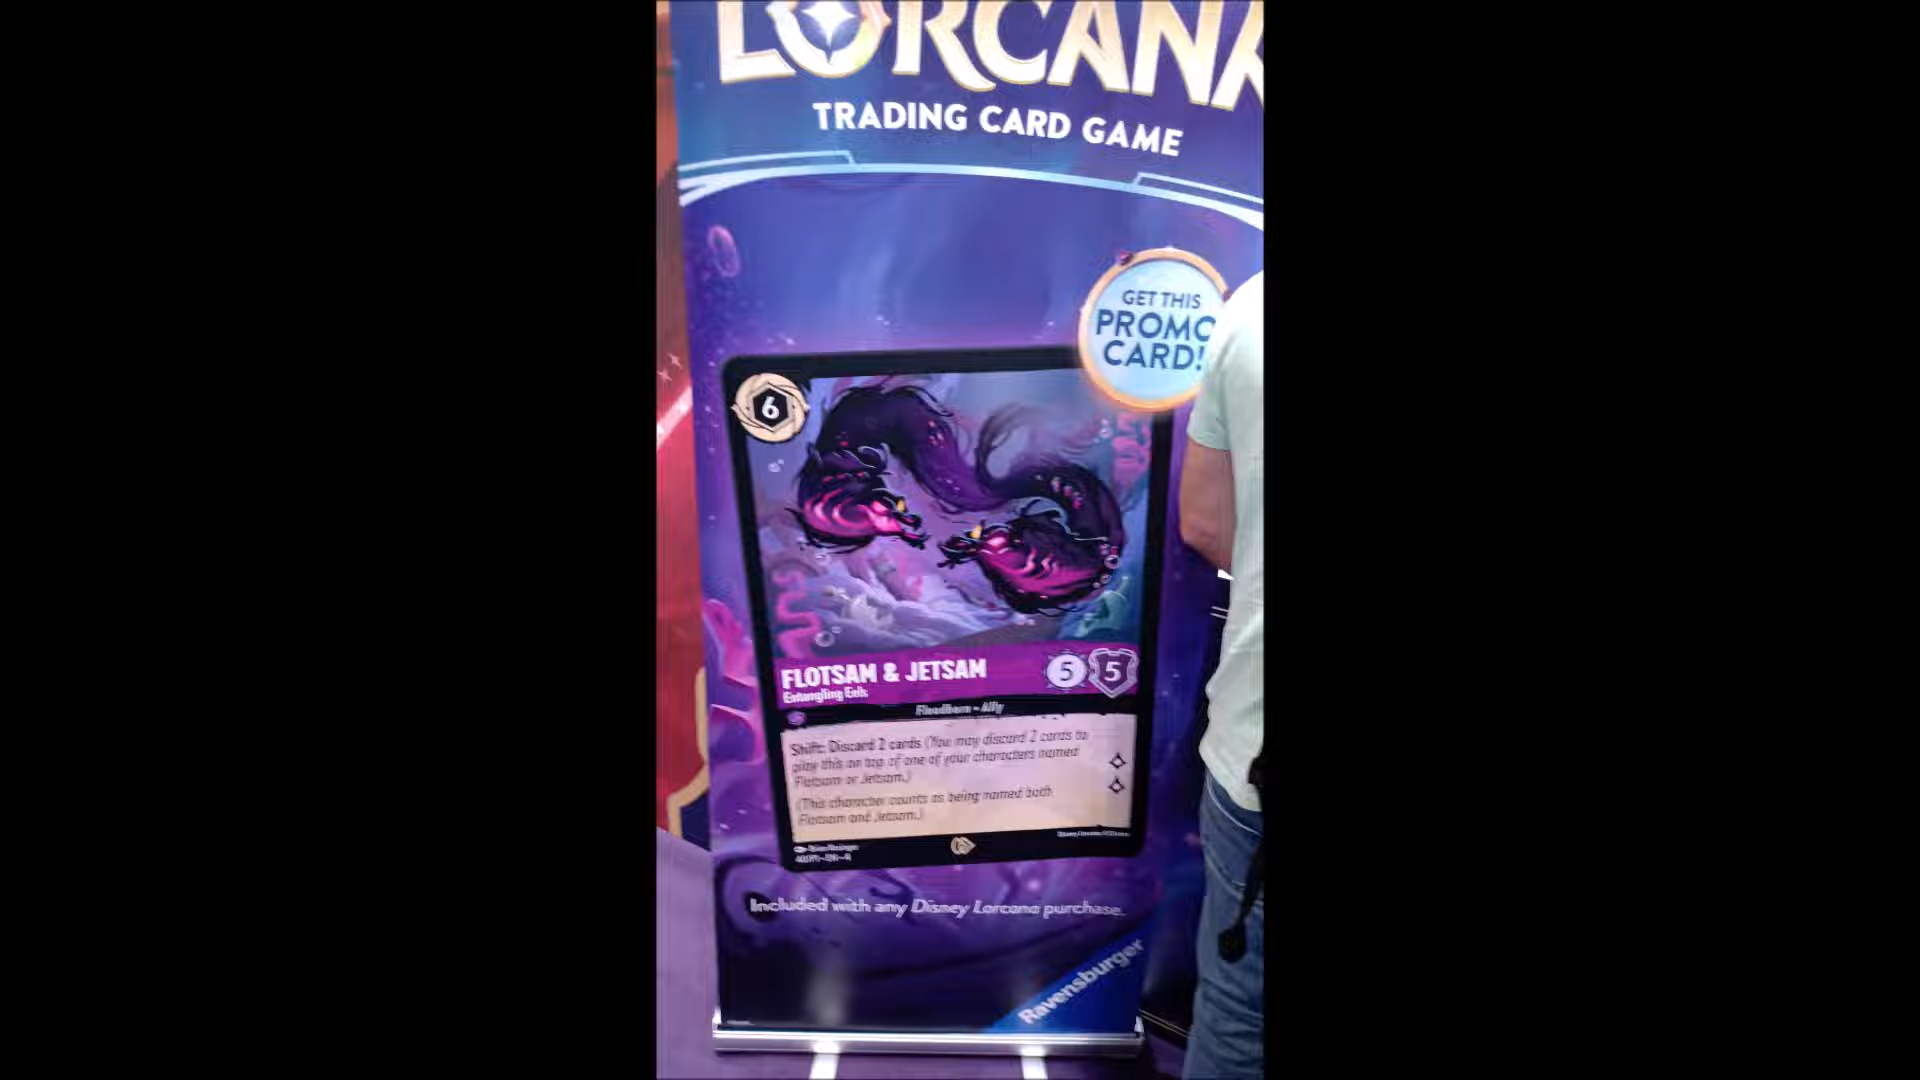 LORCANA
TRADING CARD GAME
GET THIS
PROMO
CARD!
6
FLOTSAM & JETSAM
5 5
Entangling Eels
Floodborn • Ally
Shift: Discard 2 cards (You may discard 2 cards to
play this on top of one of your characters named
Flotsam or Jetsam.)
(This character counts as being named both
Flotsam and Jetsam.)
Included with any Disney Lorcana purchase.
Ravensburger